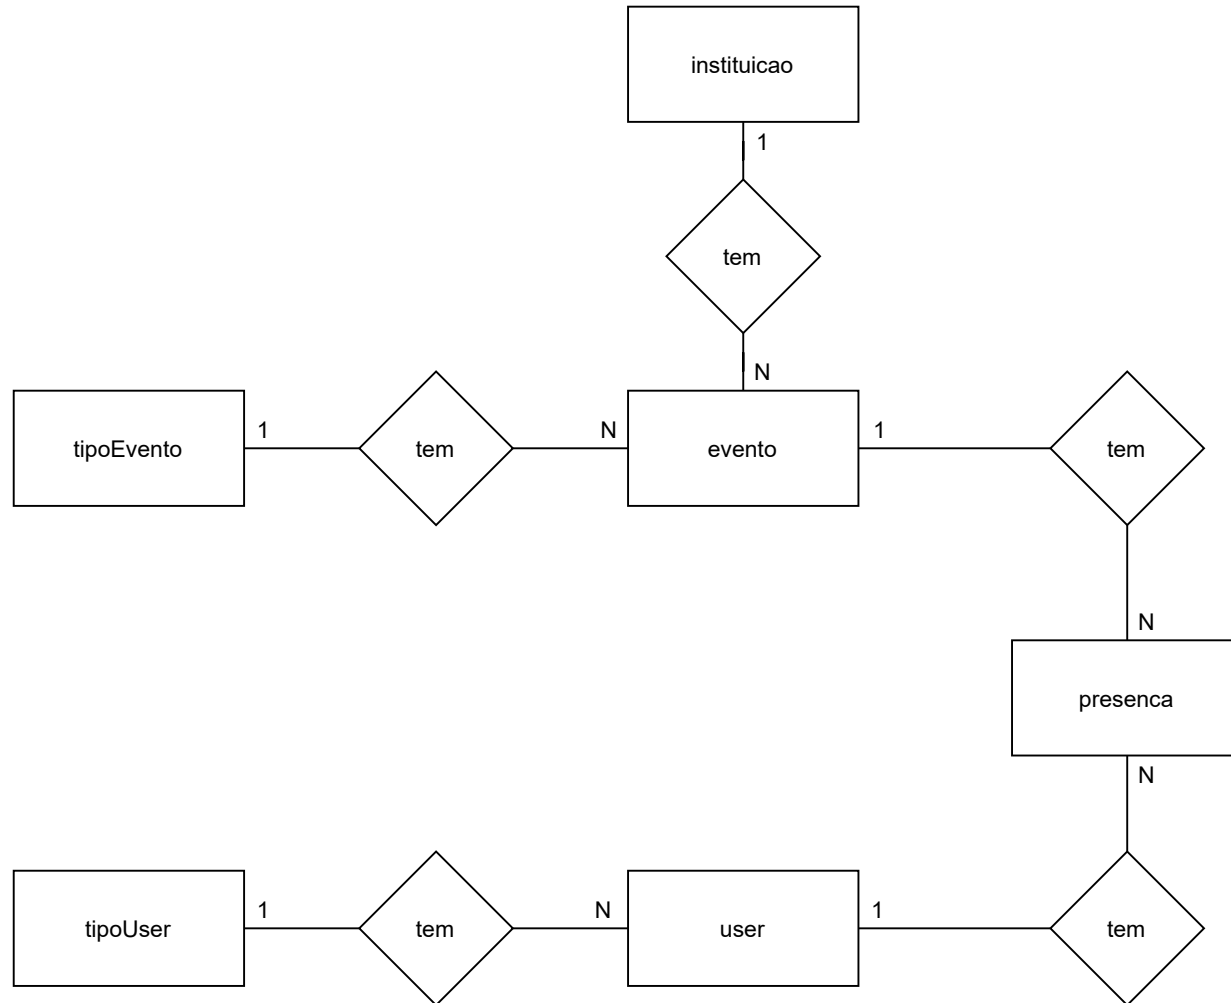 instituicao
1
tem
N
tipoEvento
1
tem
N
evento
1
tem
N
presenca
N
tipoUser
1
tem
N
user
1
tem